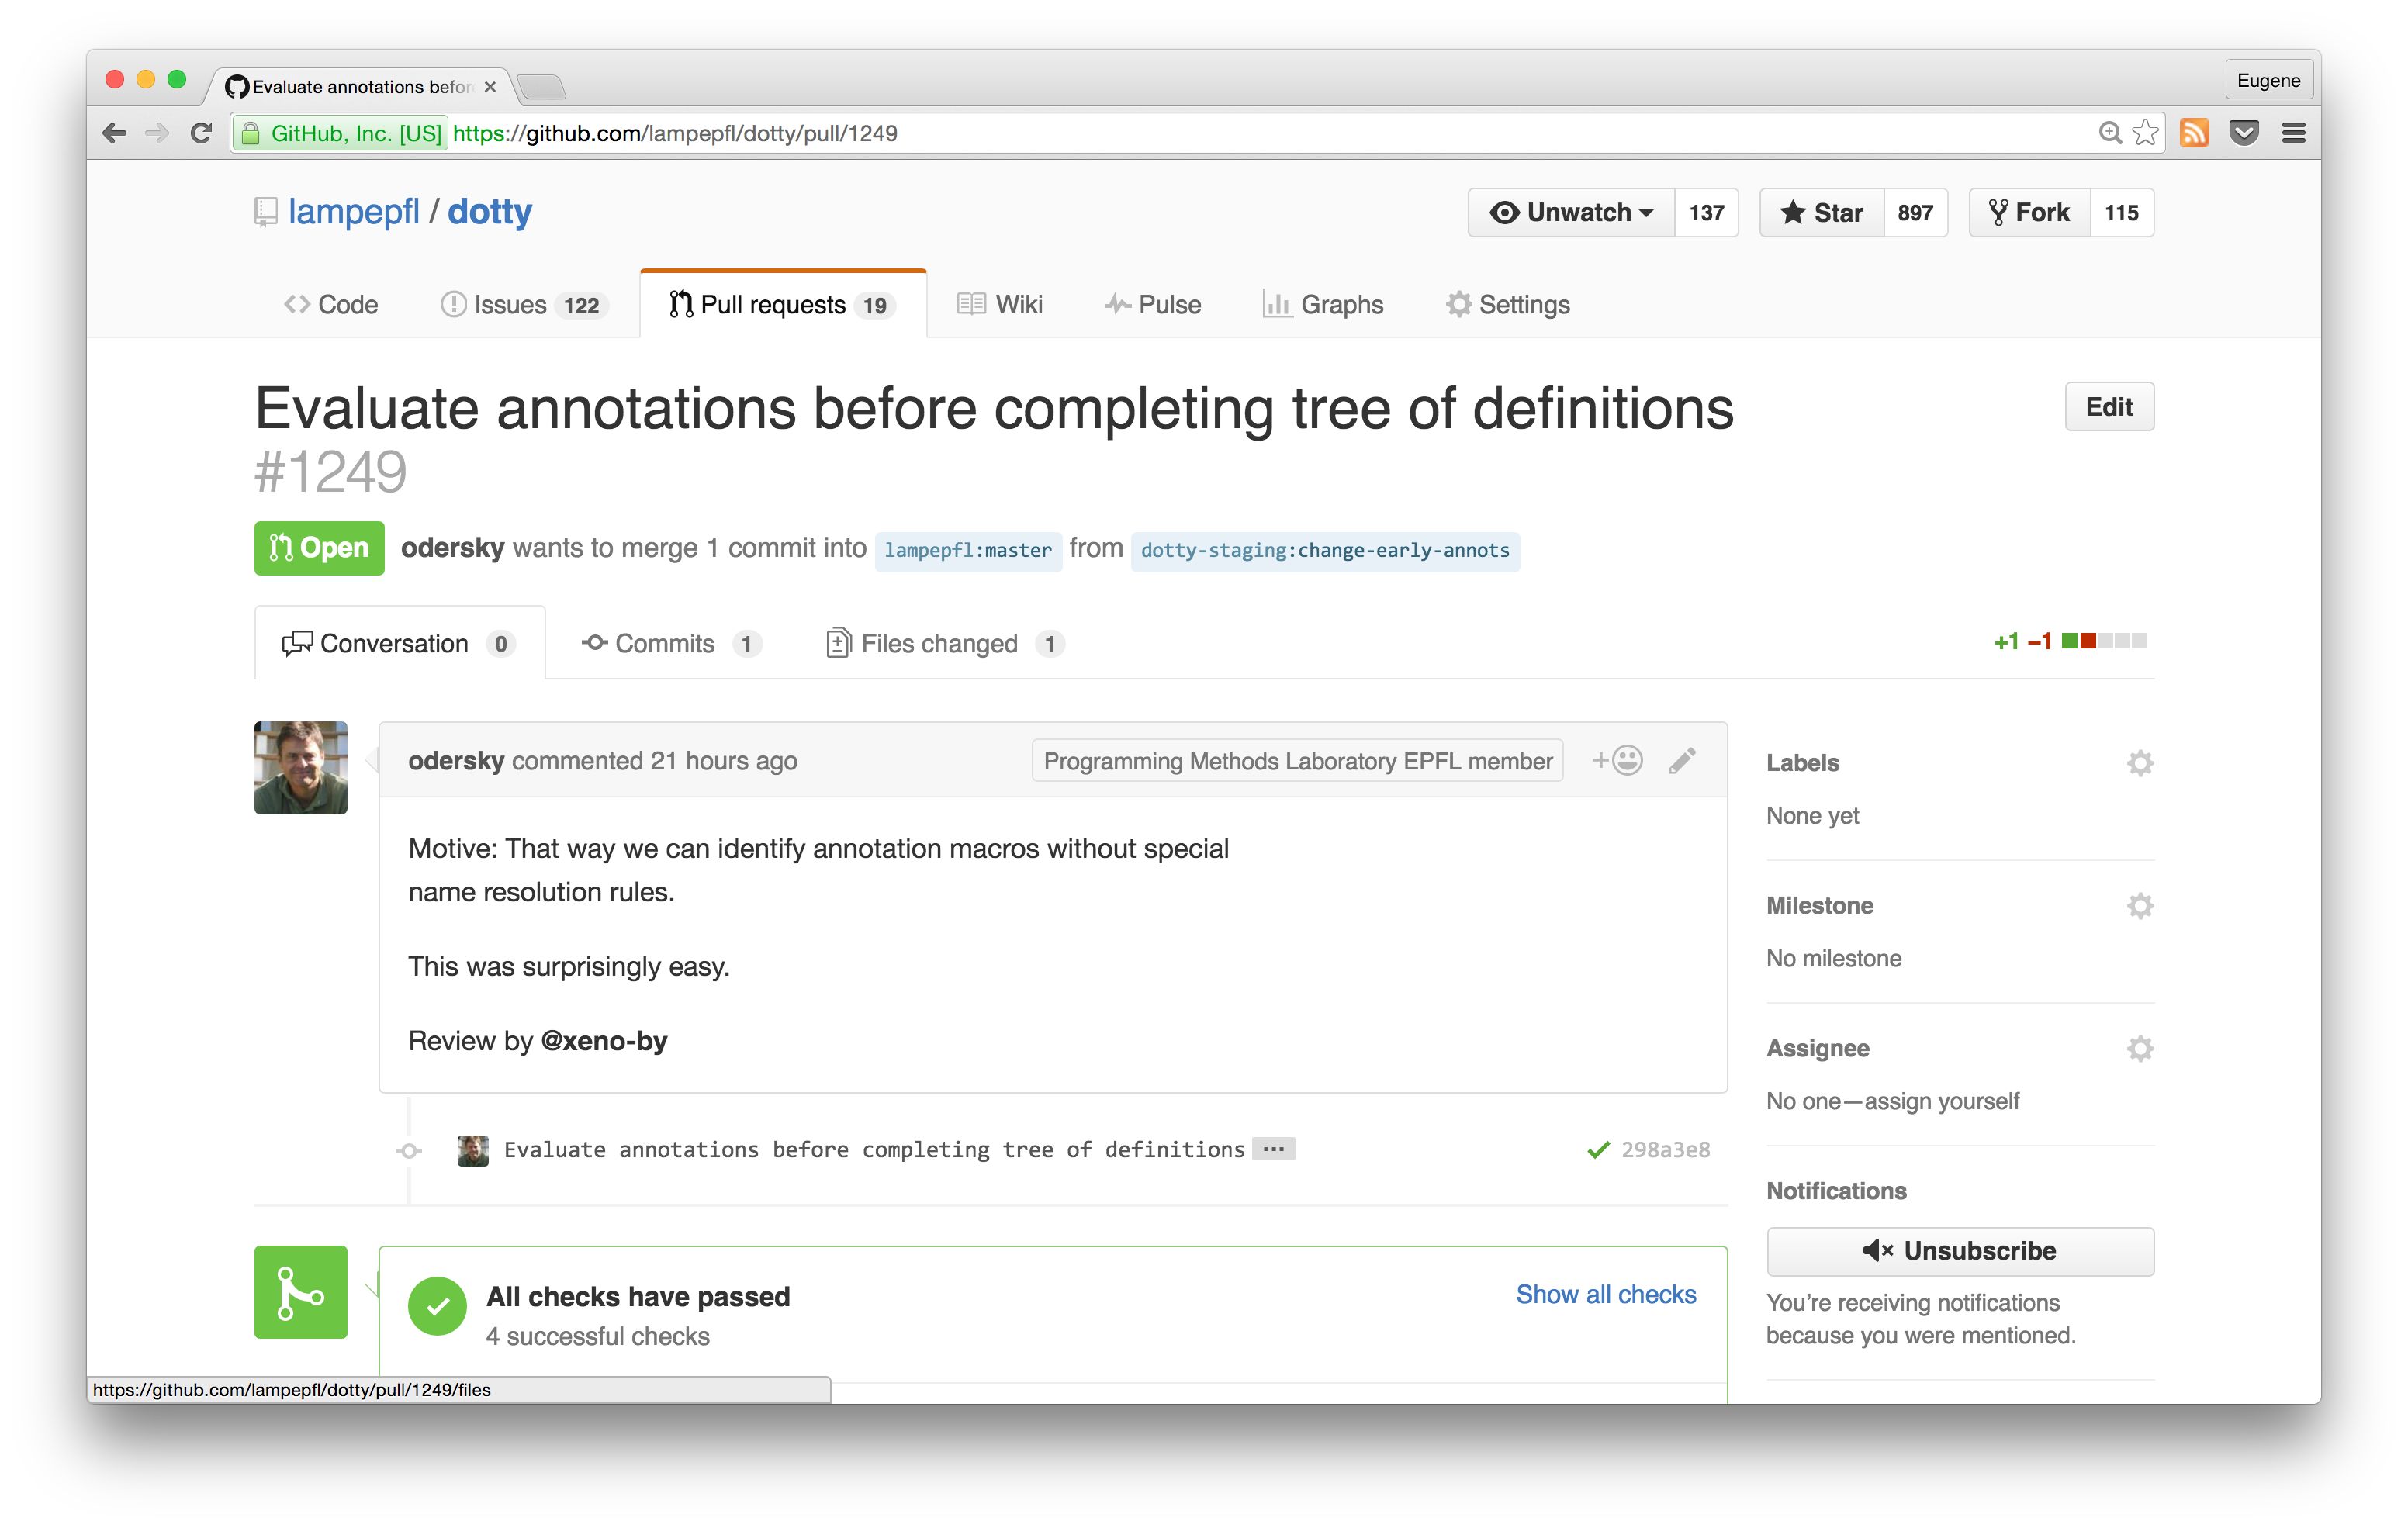 Evaluate annotations befor
Eugene
GitHub, Inc. [US] https://github.com/lampepfl/dotty/pull/1249
lampepfl / dotty
Unwatch 137
Star 897
Fork 115
Code
Issues 122
Pull requests 19
Wiki
Pulse
Graphs
Settings
Evaluate annotations before completing tree of definitions
#1249
Edit
Open odersky wants to merge 1 commit into lampepfl:master from dotty-staging:change-early-annots
Conversation 0
Commits 1
Files changed 1
+1 −1
odersky commented 21 hours ago
Programming Methods Laboratory EPFL member
Motive: That way we can identify annotation macros without special
name resolution rules.
This was surprisingly easy.
Review by @xeno-by
Evaluate annotations before completing tree of definitions …
298a3e8
All checks have passed
4 successful checks
Show all checks
Labels
None yet
Milestone
No milestone
Assignee
No one—assign yourself
Notifications
Unsubscribe
You’re receiving notifications
because you were mentioned.
https://github.com/lampepfl/dotty/pull/1249/files